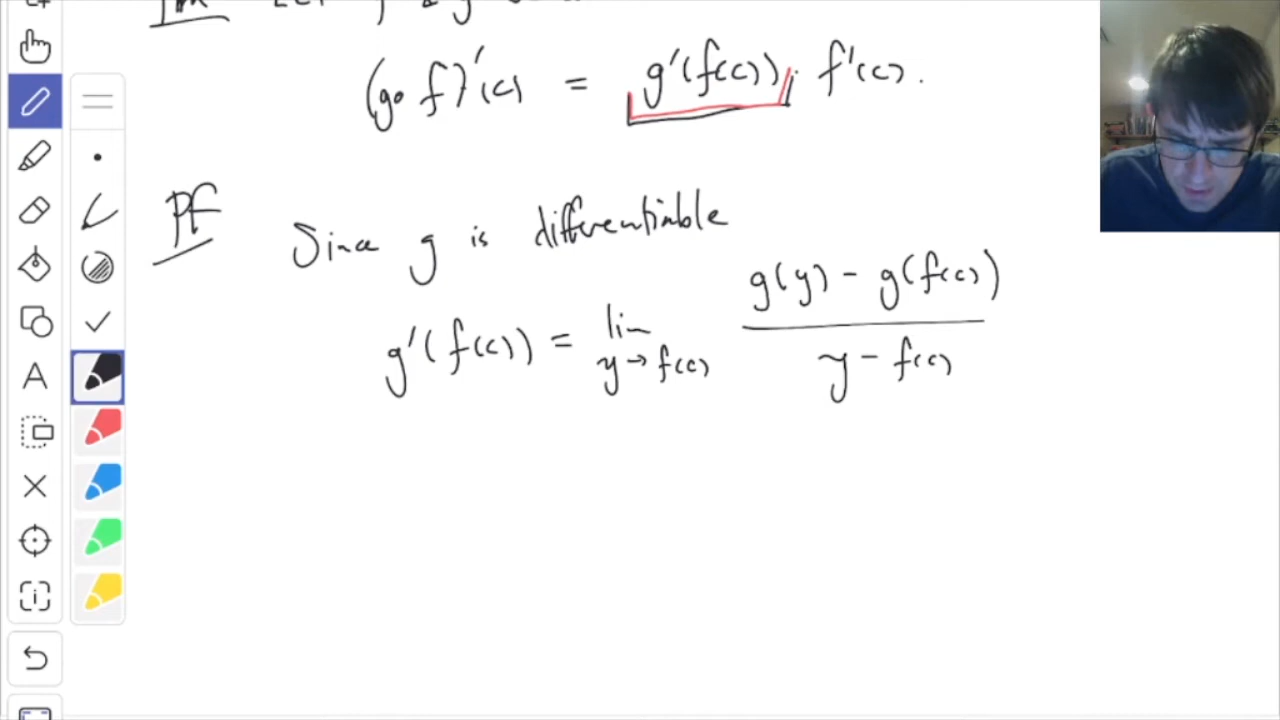 (g∘f)'(c) = g'(f(c)) · f'(c).
Pf
Since g is differentiable
g'(f(c)) = lim y→f(c) g(y) - g(f(c)) / y - f(c)
A